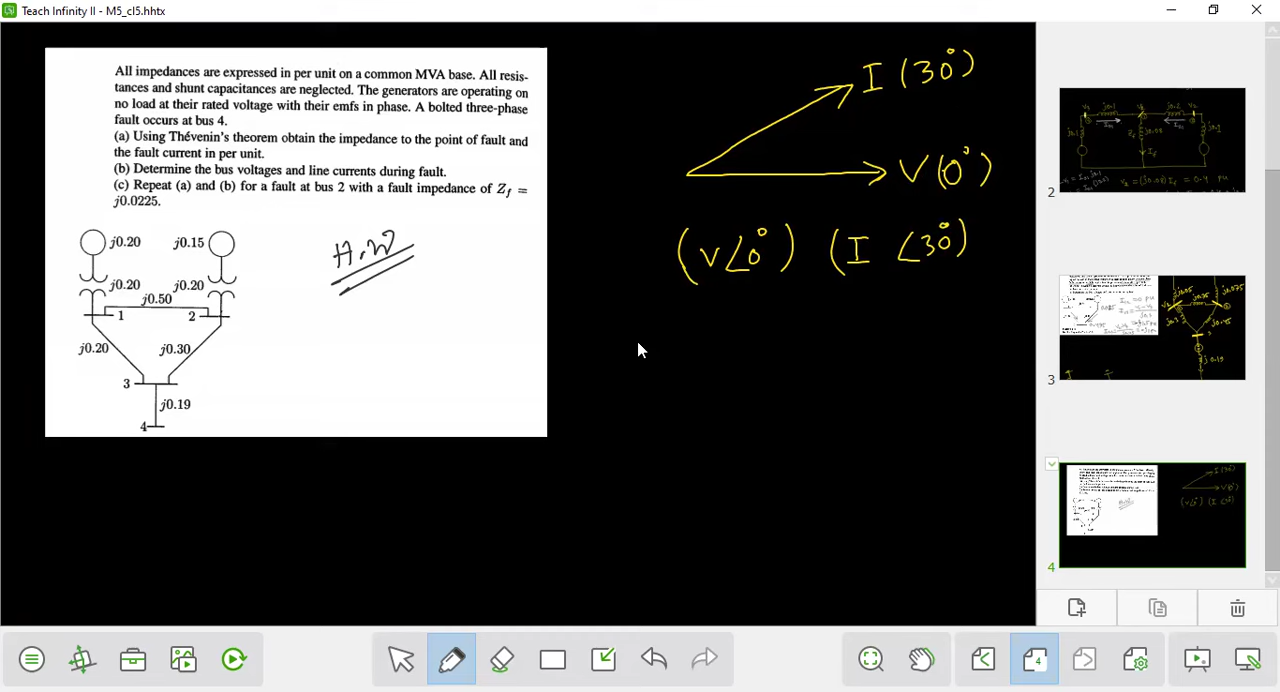 Teach Infinity II - M5_cl5.hhtx
All impedances are expressed in per unit on a common MVA base. All resis-
tances and shunt capacitances are neglected. The generators are operating on
no load at their rated voltage with their emfs in phase. A bolted three-phase
fault occurs at bus 4.
(a) Using Thévenin's theorem obtain the impedance to the point of fault and
the fault current in per unit.
(b) Determine the bus voltages and line currents during fault.
(c) Repeat (a) and (b) for a fault at bus 2 with a fault impedance of Zf =
j0.0225.
j0.20 j0.15
j0.20 j0.20
j0.50
1 2
j0.20 j0.30
3
j0.19
4
H.W
I (30°)
V(0°)
(V∠0°) (I ∠30°)
2
3
4
4